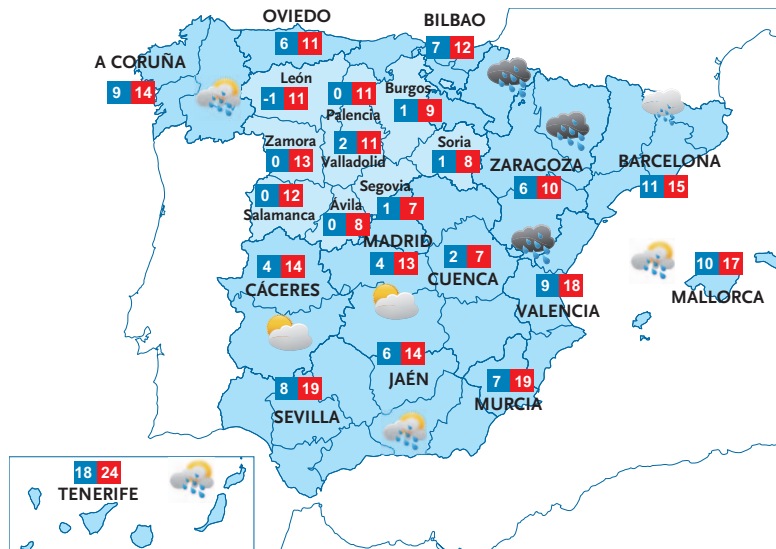 OVIEDO
6 11
BILBAO
7 12
A CORUÑA
9 14
León
-1 11
0 11
Palencia
Burgos
1 9
Zamora
0 13
2 11
Valladolid
Soria
1 8
ZARAGOZA
6 10
BARCELONA
11 15
0 12
Salamanca
Ávila
0 8
Segovia
1 7
MADRID
4 13
2 7
CUENCA
4 14
CÁCERES
9 18
VALENCIA
10 17
MALLORCA
6 14
JAÉN
8 19
SEVILLA
7 19
MURCIA
18 24
TENERIFE